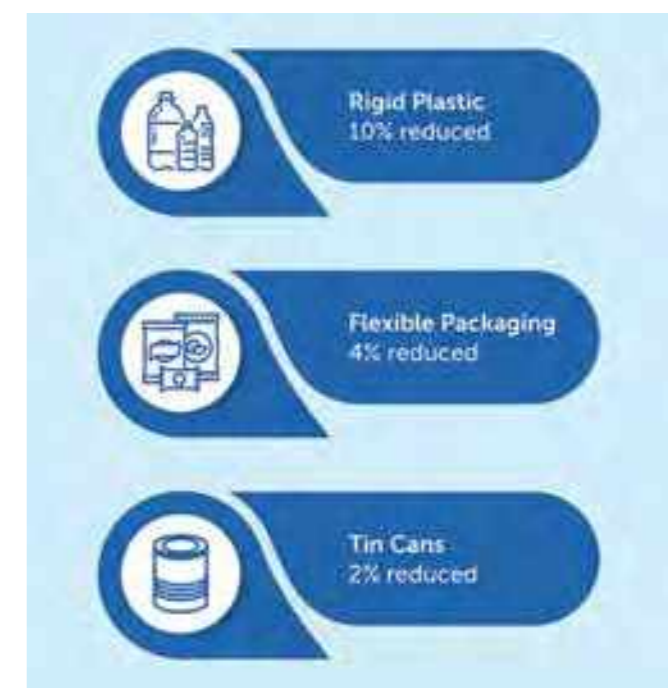 Rigid Plastic
10% reduced
Flexible Packaging
4% reduced
Tin Cans
2% reduced